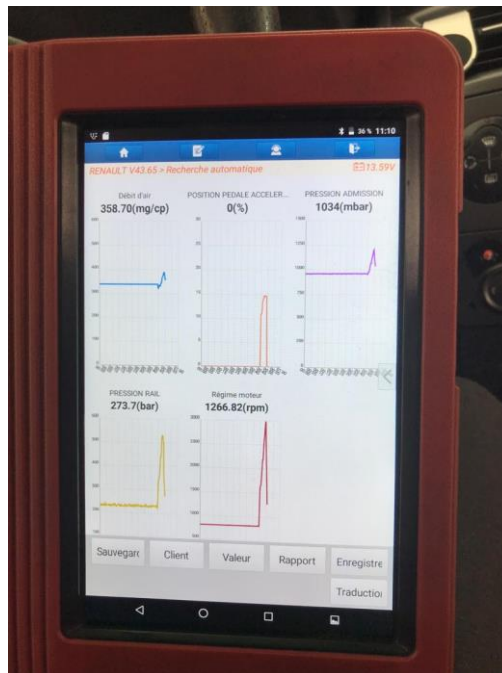 36% 11:10
RENAULT V43.65 > Recherche automatique
13.59V
Débit d'air
358.70(mg/cp)
POSITION PEDALE ACCELER...
0(%)
PRESSION ADMISSION
1034(mbar)
PRESSION RAIL
273.7(bar)
Régime moteur
1266.82(rpm)
Sauvegard
Client
Valeur
Rapport
Enregistre
Traduction